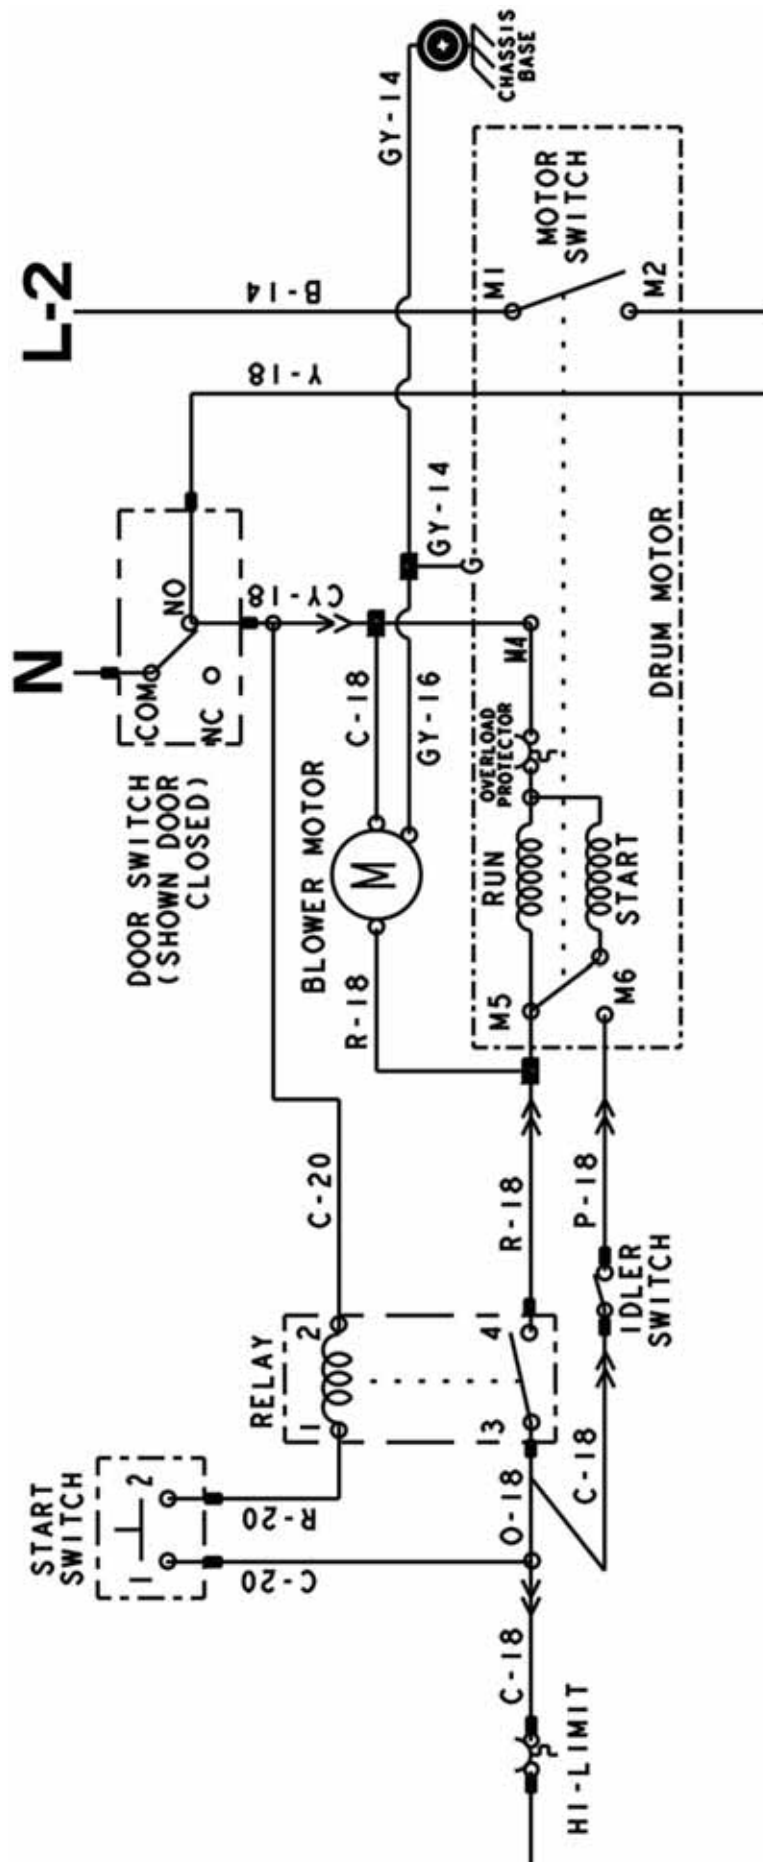 CHASSIS
BASE
GY-14
MOTOR
SWITCH
L-2
B-14
M1
M2
Y-18
GY-14
G
NO
CY-18
N
COM
NC
M4
DRUM MOTOR
DOOR SWITCH
(SHOWN DOOR
CLOSED)
C-18
GY-16
OVERLOAD
PROTECTOR
BLOWER MOTOR
M
RUN
START
R-18
M5
M6
C-20
R-18
P-18
IDLER
SWITCH
RELAY
2
1
4
3
START
SWITCH
2
1
R-20
C-20
O-18
C-18
C-18
HI-LIMIT